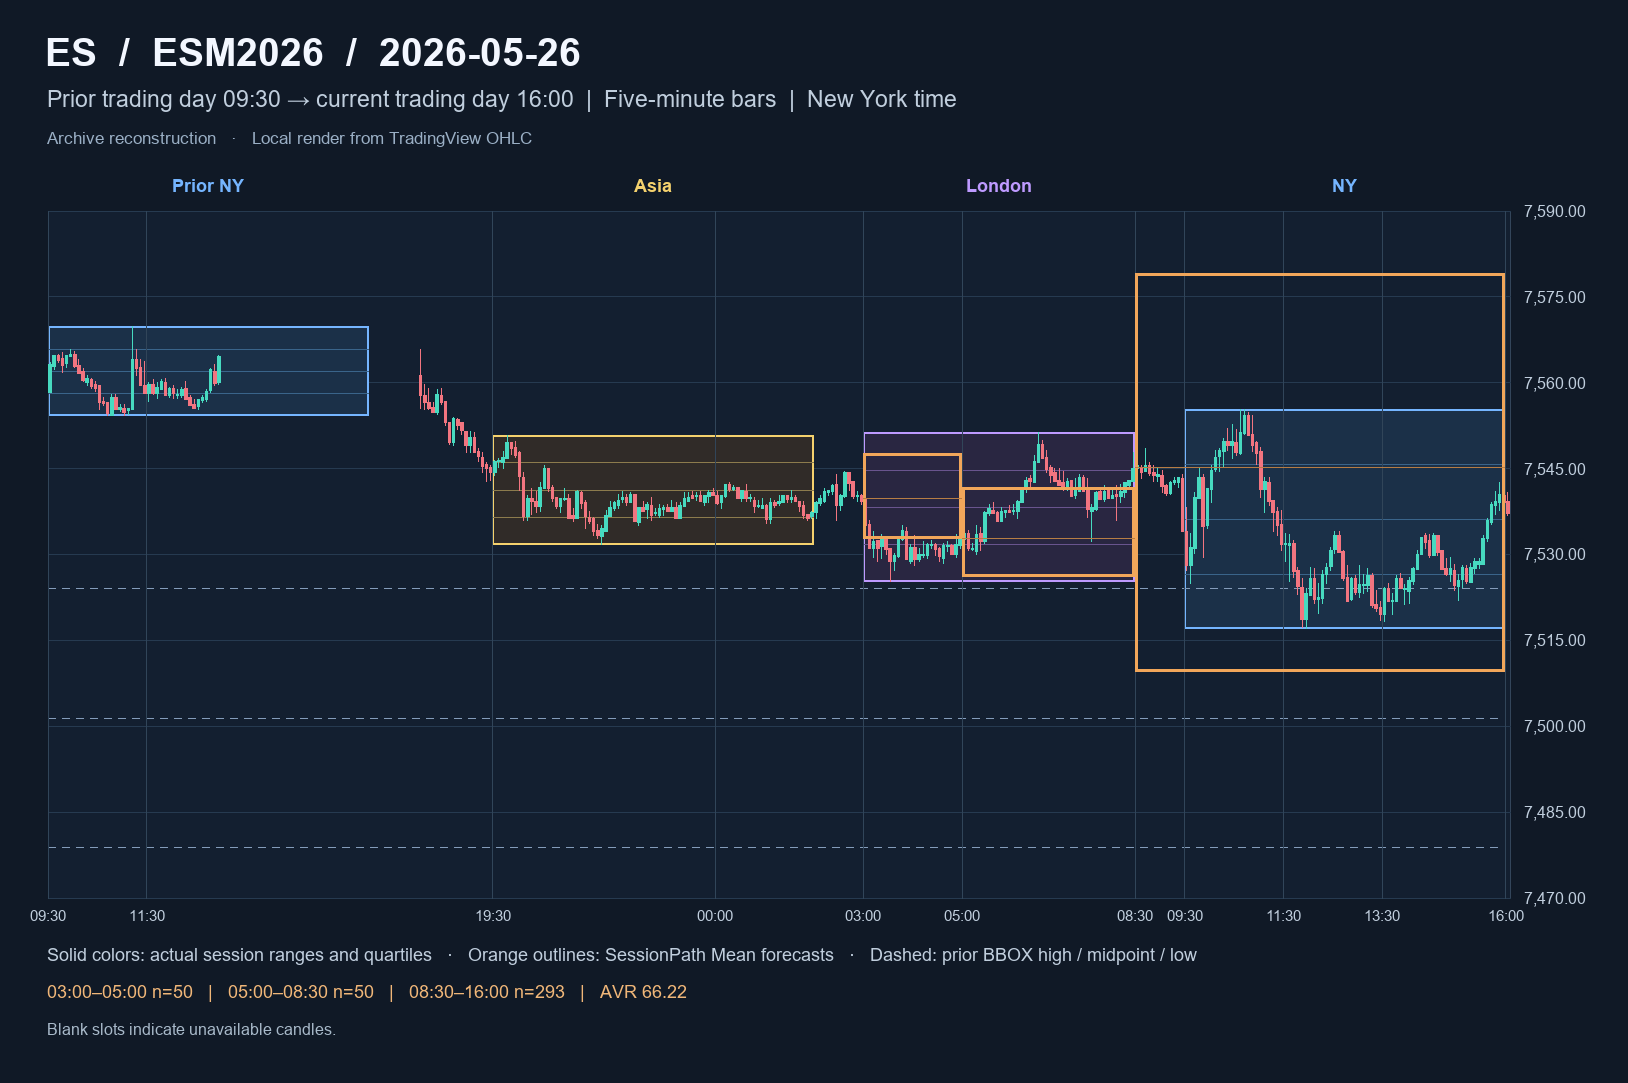 ES / ESM2026 / 2026-05-26
Prior trading day 09:30 → current trading day 16:00 | Five-minute bars | New York time
Archive reconstruction · Local render from TradingView OHLC
Prior NY Asia London NY
7,590.00
7,575.00
7,560.00
7,545.00
7,530.00
7,515.00
7,500.00
7,485.00
7,470.00
09:30 11:30 19:30 00:00 03:00 05:00 08:30 09:30 11:30 13:30 16:00
Solid colors: actual session ranges and quartiles · Orange outlines: SessionPath Mean forecasts · Dashed: prior BBOX high / midpoint / low
03:00–05:00 n=50 | 05:00–08:30 n=50 | 08:30–16:00 n=293 | AVR 66.22
Blank slots indicate unavailable candles.